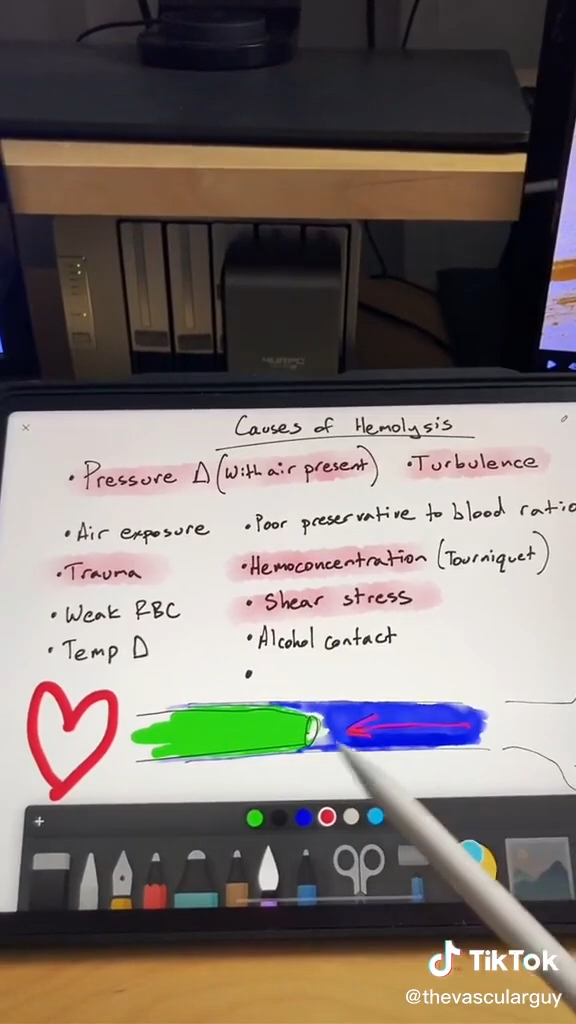 Causes of Hemolysis
• Pressure Δ (with air present) • Turbulence
• Air exposure • Poor preservative to blood ratio
• Trauma • Hemoconcentration (Tourniquet)
• Weak RBC • Shear stress
• Temp Δ • Alcohol contact
TikTok
@thevascularguy